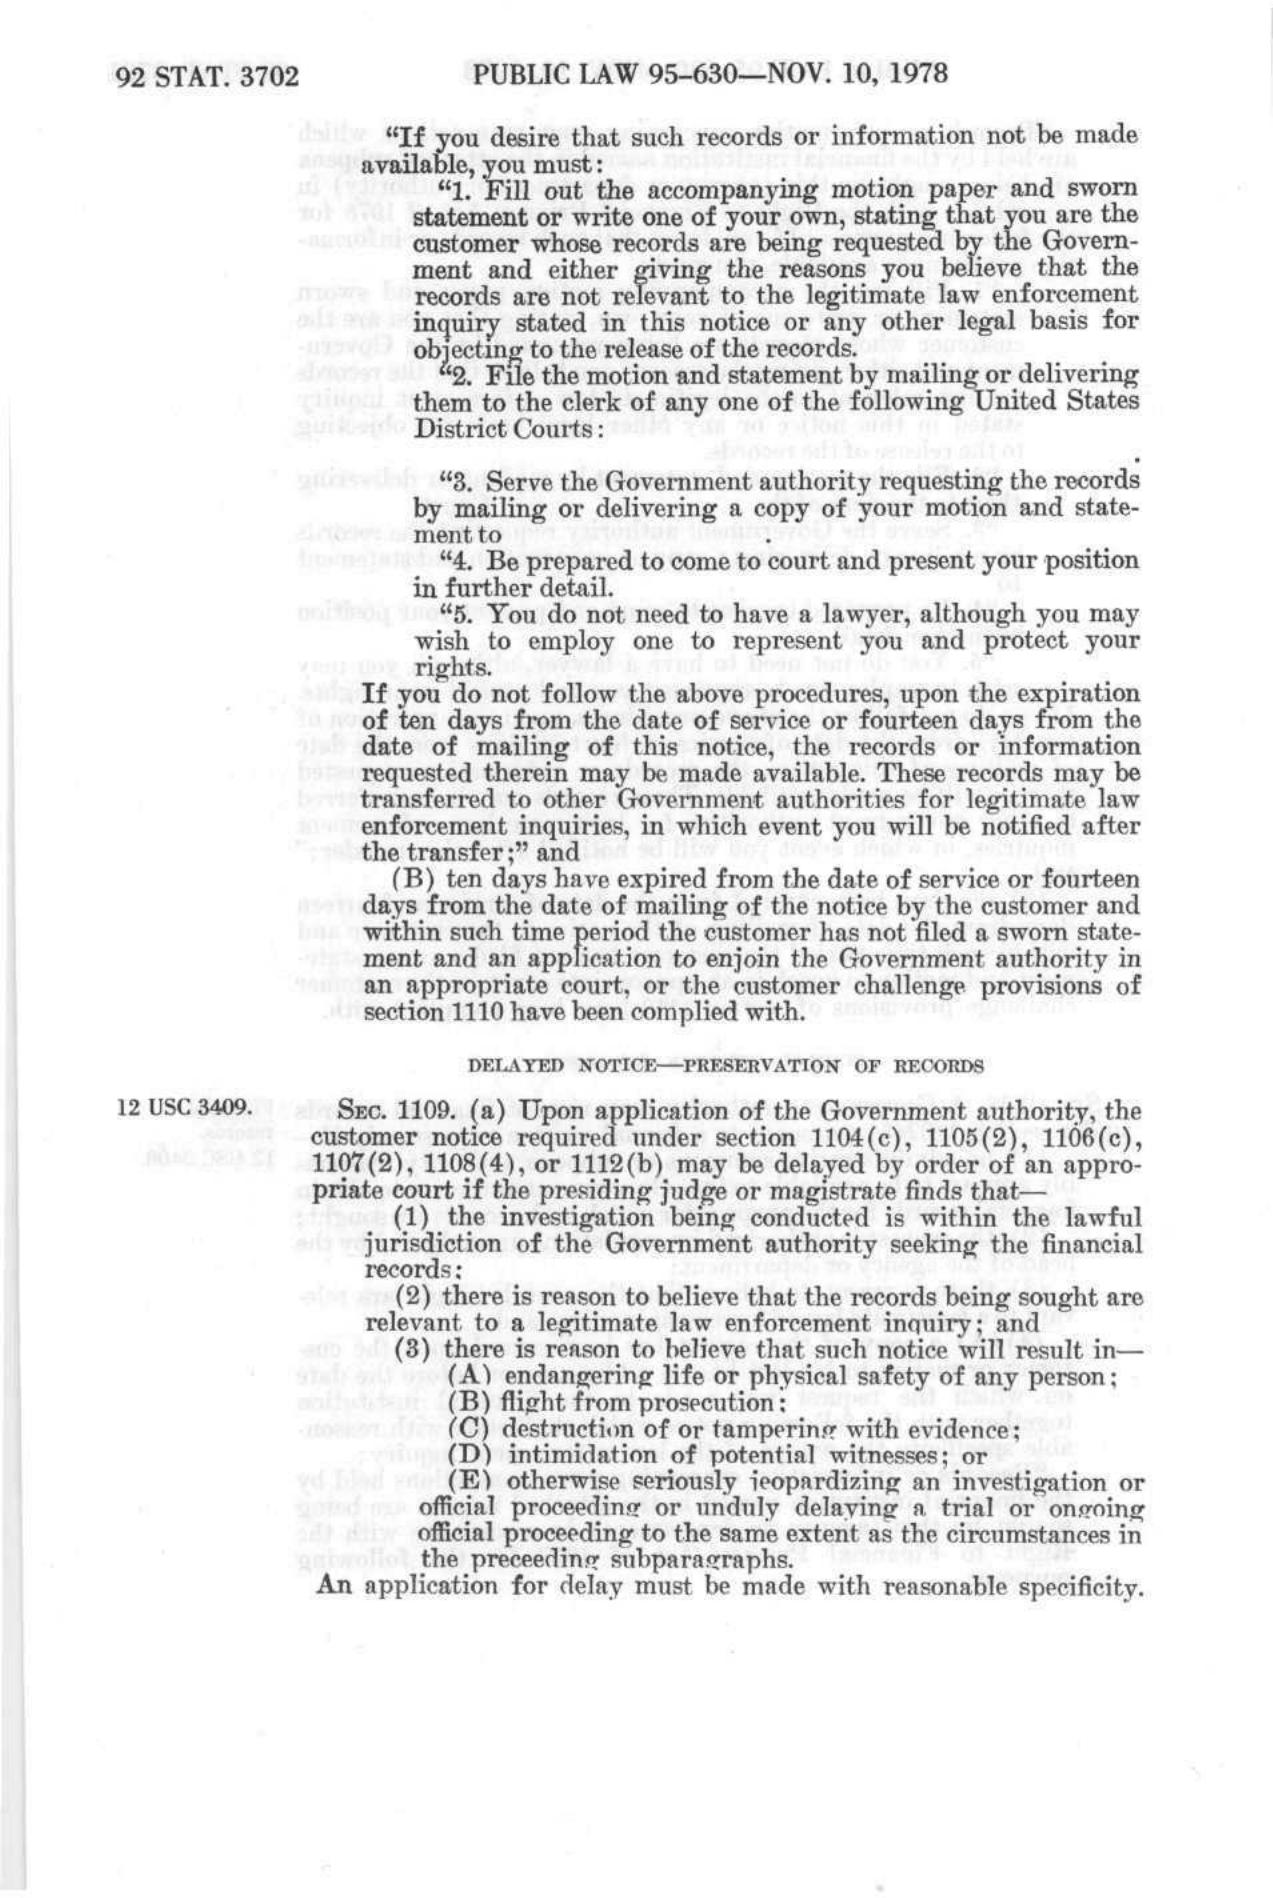 92 STAT. 3702
PUBLIC LAW 95-630—NOV. 10, 1978
“If you desire that such records or information not be made
available, you must:
“1. Fill out the accompanying motion paper and sworn
statement or write one of your own, stating that you are the
customer whose records are being requested by the Govern-
ment and either giving the reasons you believe that the
records are not relevant to the legitimate law enforcement
inquiry stated in this notice or any other legal basis for
objecting to the release of the records.
“2. File the motion and statement by mailing or delivering
them to the clerk of any one of the following United States
District Courts:
.
“3. Serve the Government authority requesting the records
by mailing or delivering a copy of your motion and state-
ment to .
“4. Be prepared to come to court and present your position
in further detail.
“5. You do not need to have a lawyer, although you may
wish to employ one to represent you and protect your
rights.
If you do not follow the above procedures, upon the expiration
of ten days from the date of service or fourteen days from the
date of mailing of this notice, the records or information
requested therein may be made available. These records may be
transferred to other Government authorities for legitimate law
enforcement inquiries, in which event you will be notified after
the transfer;” and
(B) ten days have expired from the date of service or fourteen
days from the date of mailing of the notice by the customer and
within such time period the customer has not filed a sworn state-
ment and an application to enjoin the Government authority in
an appropriate court, or the customer challenge provisions of
section 1110 have been complied with.
DELAYED NOTICE—PRESERVATION OF RECORDS
12 USC 3409.
SEC. 1109. (a) Upon application of the Government authority, the
customer notice required under section 1104(c), 1105(2), 1106(c),
1107(2), 1108(4), or 1112(b) may be delayed by order of an appro-
priate court if the presiding judge or magistrate finds that—
(1) the investigation being conducted is within the lawful
jurisdiction of the Government authority seeking the financial
records;
(2) there is reason to believe that the records being sought are
relevant to a legitimate law enforcement inquiry; and
(3) there is reason to believe that such notice will result in—
(A) endangering life or physical safety of any person;
(B) flight from prosecution;
(C) destruction of or tampering with evidence;
(D) intimidation of potential witnesses; or
(E) otherwise seriously jeopardizing an investigation or
official proceeding or unduly delaying a trial or ongoing
official proceeding to the same extent as the circumstances in
the preceeding subparagraphs.
An application for delay must be made with reasonable specificity.